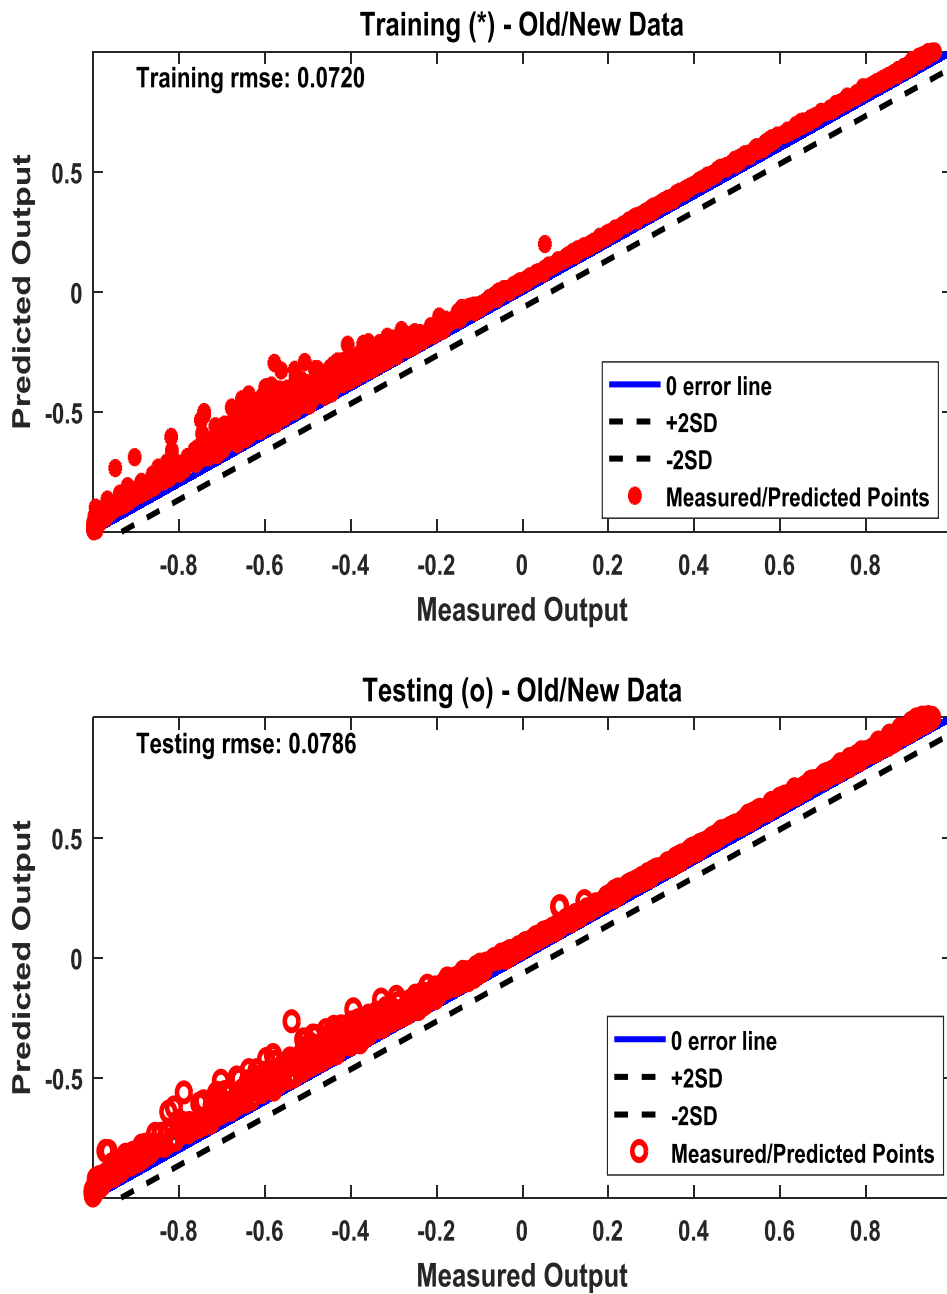 Training (*) - Old/New Data
Training rmse: 0.0720
Predicted Output
0.5
0
-0.5
0 error line
+2SD
-2SD
Measured/Predicted Points
-0.8 -0.6 -0.4 -0.2 0 0.2 0.4 0.6 0.8
Measured Output
Testing (o) - Old/New Data
Testing rmse: 0.0786
Predicted Output
0.5
0
-0.5
0 error line
+2SD
-2SD
Measured/Predicted Points
-0.8 -0.6 -0.4 -0.2 0 0.2 0.4 0.6 0.8
Measured Output